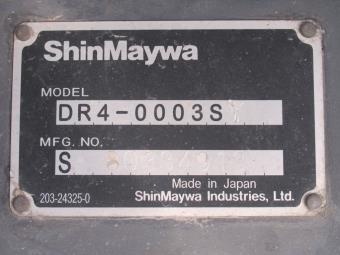 ShinMaywa
MODEL
DR4-0003S
MFG. NO.
S
Made in Japan
203-24325-0 ShinMaywa Industries, Ltd.